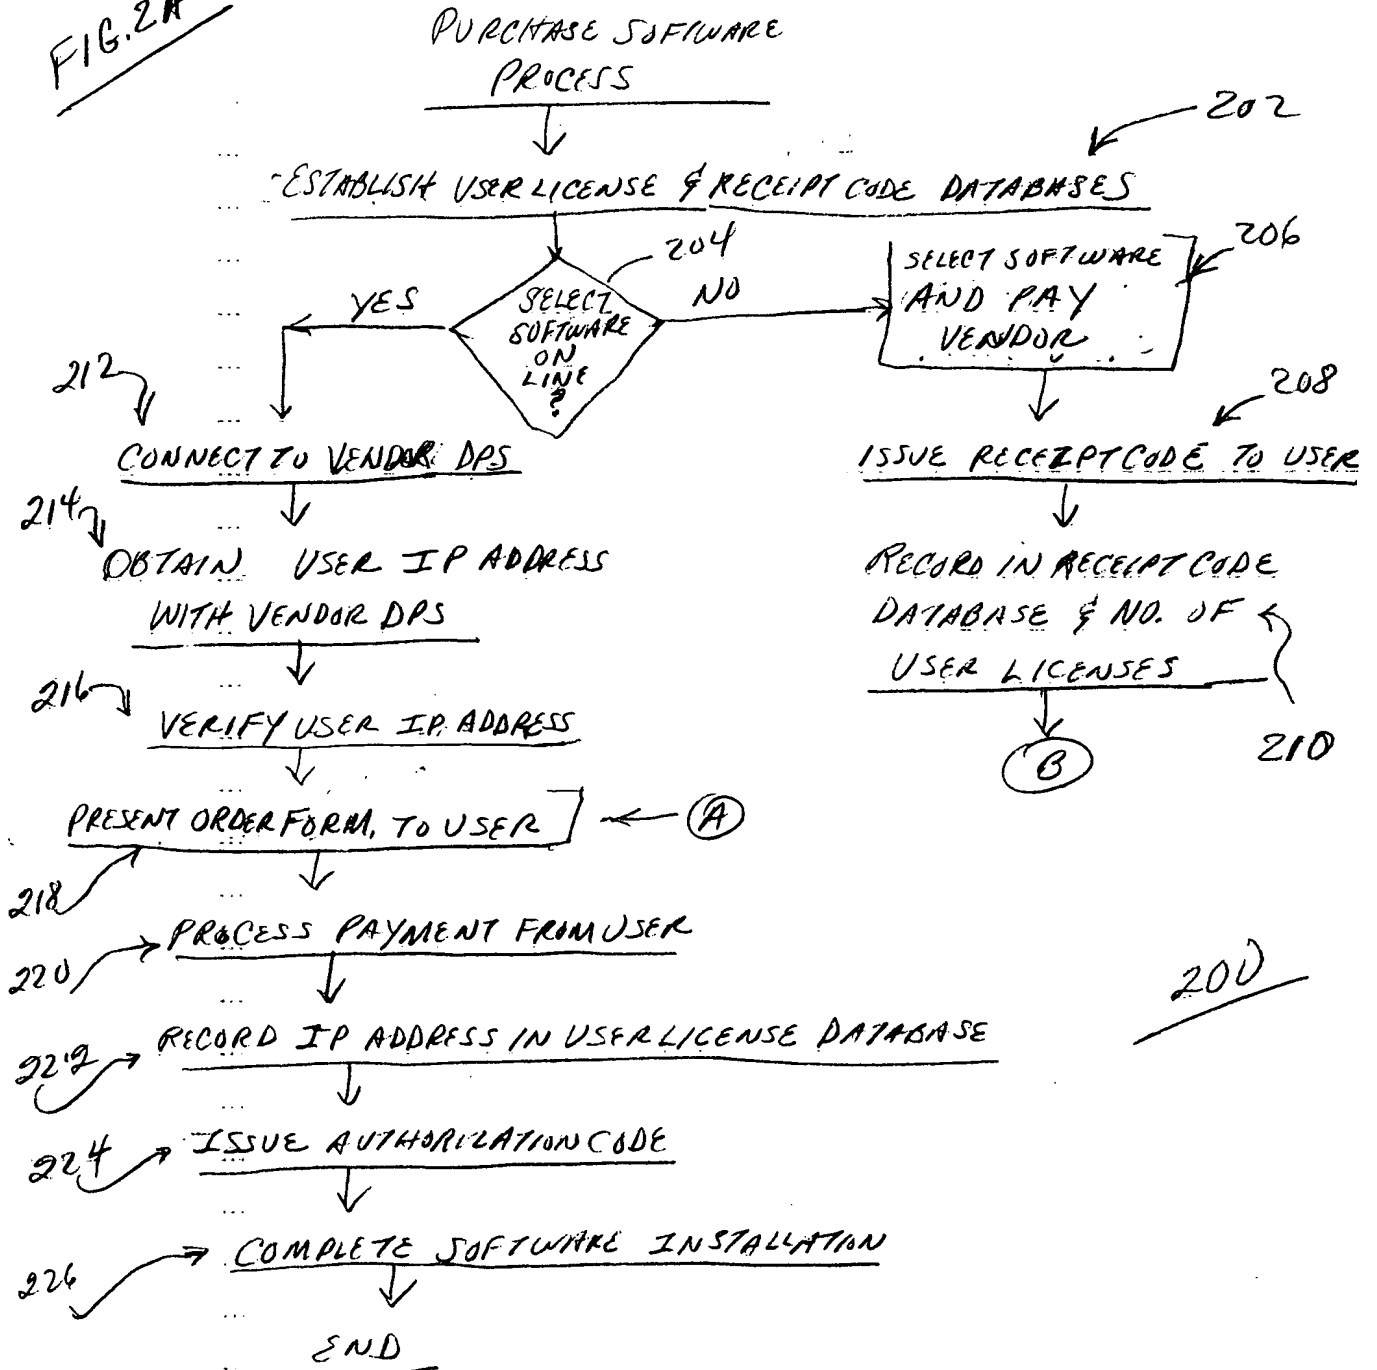 FIG. 2A
PURCHASE SOFTWARE
PROCESS
202
ESTABLISH USER LICENSE & RECEIPT CODE DATABASES
204
SELECT
SOFTWARE
ON
LINE
?
YES
NO
206
SELECT SOFTWARE
AND PAY
VENDOR
212
CONNECT TO VENDOR DPS
214
OBTAIN USER IP ADDRESS
WITH VENDOR DPS
216
VERIFY USER IP ADDRESS
PRESENT ORDER FORM TO USER
A
218
220
PROCESS PAYMENT FROM USER
222
RECORD IP ADDRESS IN USER LICENSE DATABASE
224
ISSUE AUTHORIZATION CODE
226
COMPLETE SOFTWARE INSTALLATION
END
208
ISSUE RECEIPT CODE TO USER
RECORD IN RECEIPT CODE
DATABASE & NO. OF
USER LICENSES
210
B
200